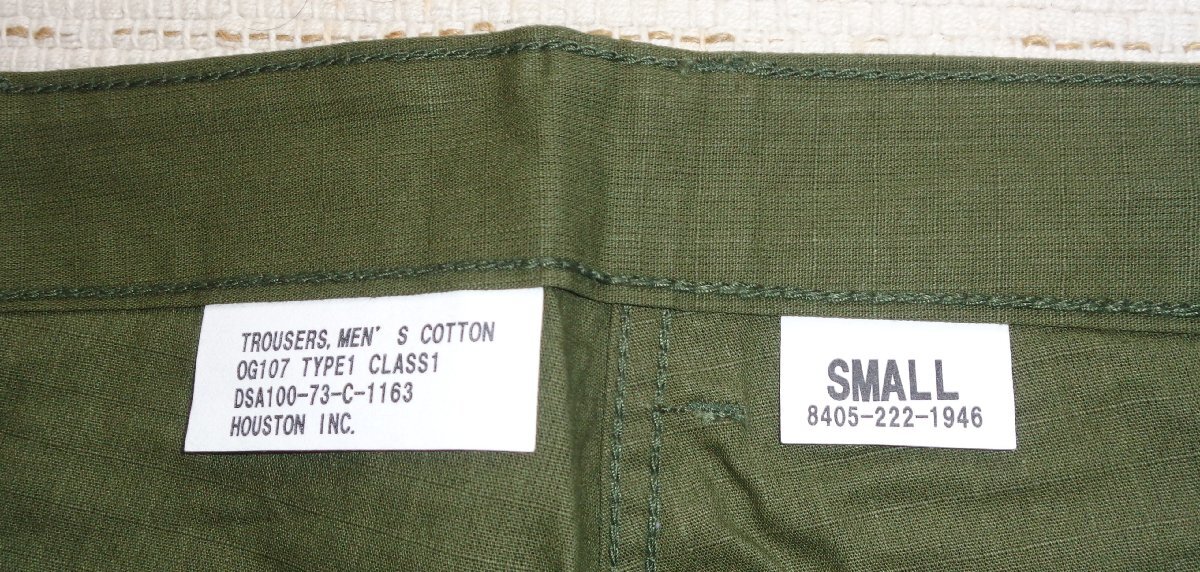 TROUSERS, MEN' S COTTON
OG107 TYPE1 CLASS1
DSA100-73-C-1163
HOUSTON INC.
SMALL
8405-222-1946